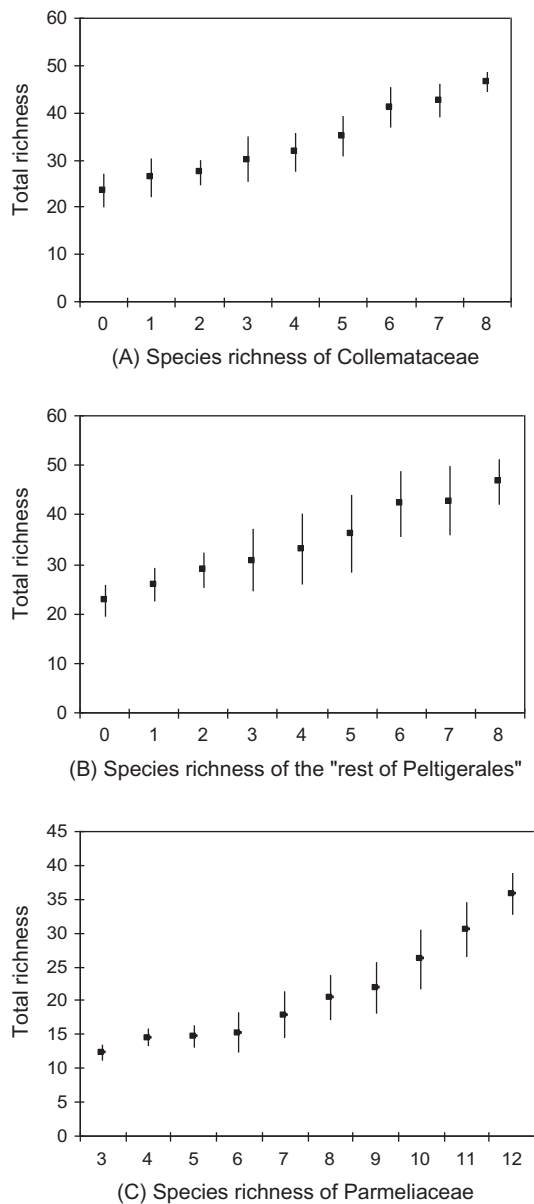 60
50
40
30
20
10
0
Total richness
0 1 2 3 4 5 6 7 8
(A) Species richness of Collemataceae
60
50
40
30
20
10
0
Total richness
0 1 2 3 4 5 6 7 8
(B) Species richness of the "rest of Peltigerales"
45
40
35
30
25
20
15
10
5
0
Total richness
3 4 5 6 7 8 9 10 11 12
(C) Species richness of Parmeliaceae